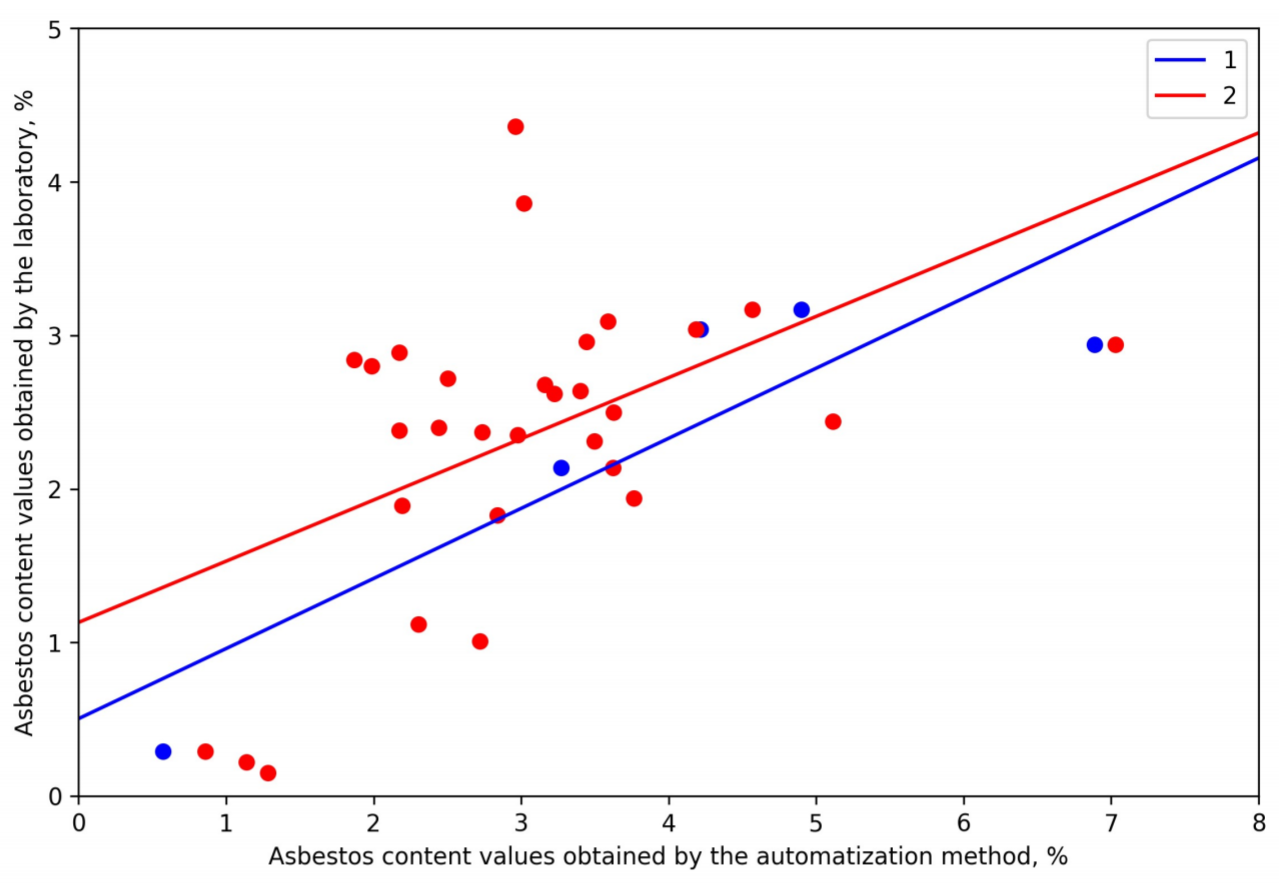 5
4
3
2
1
0
0 1 2 3 4 5 6 7 8
Asbestos content values obtained by the laboratory, %
Asbestos content values obtained by the automatization method, %
1
2